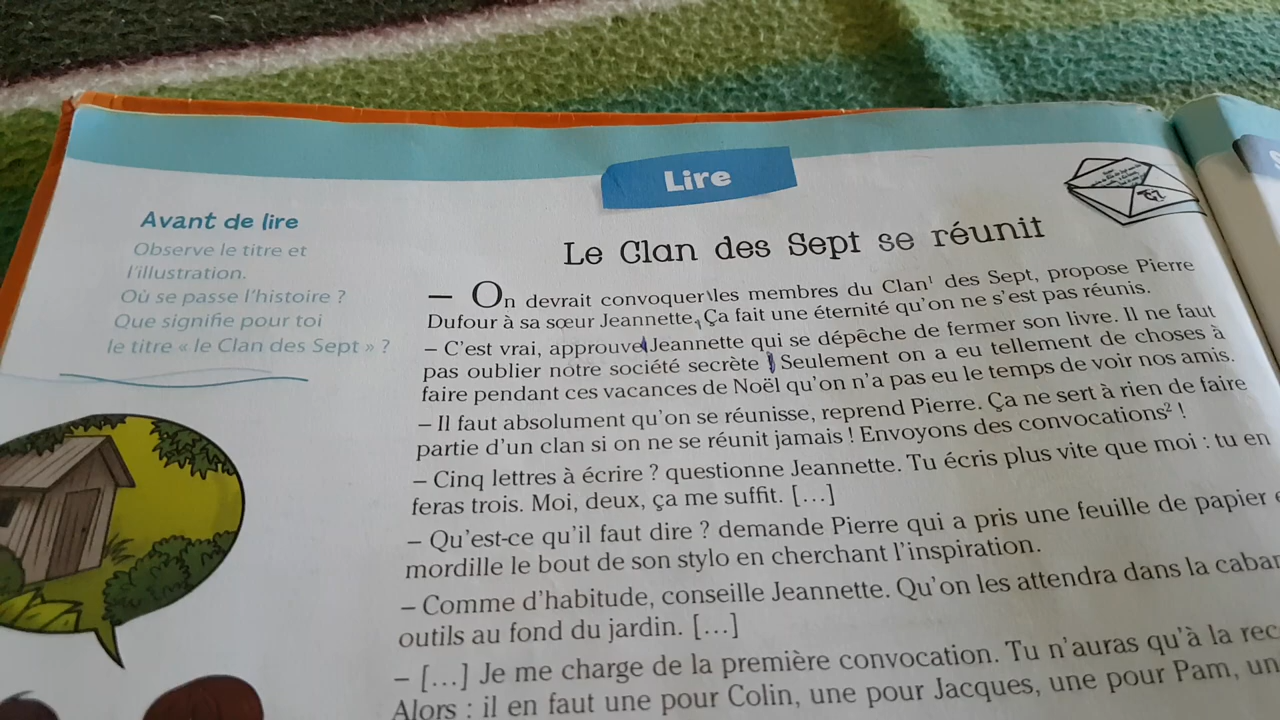 Lire
Avant de lire
Observe le titre et
l'illustration.
Où se passe l'histoire ?
Que signifie pour toi
le titre « le Clan des Sept » ?
Le Clan des Sept se réunit
– On devrait convoquer les membres du Clan¹ des Sept, propose Pierre
Dufour à sa sœur Jeannette. Ça fait une éternité qu'on ne s'est pas réunis.
– C'est vrai, approuve Jeannette qui se dépêche de fermer son livre. Il ne faut
pas oublier notre société secrète ! Seulement on a eu tellement de choses à
faire pendant ces vacances de Noël qu'on n'a pas eu le temps de voir nos amis.
– Il faut absolument qu'on se réunisse, reprend Pierre. Ça ne sert à rien de faire
partie d'un clan si on ne se réunit jamais ! Envoyons des convocations² !
– Cinq lettres à écrire ? questionne Jeannette. Tu écris plus vite que moi : tu en
feras trois. Moi, deux, ça me suffit. […]
– Qu'est-ce qu'il faut dire ? demande Pierre qui a pris une feuille de papier
mordille le bout de son stylo en cherchant l'inspiration.
– Comme d'habitude, conseille Jeannette. Qu'on les attendra dans la
outils au fond du jardin. […]
– […] Je me charge de la première convocation. Tu n'auras qu'à la
Alors : il en faut une pour Colin, une pour Jacques, une pour Pam,